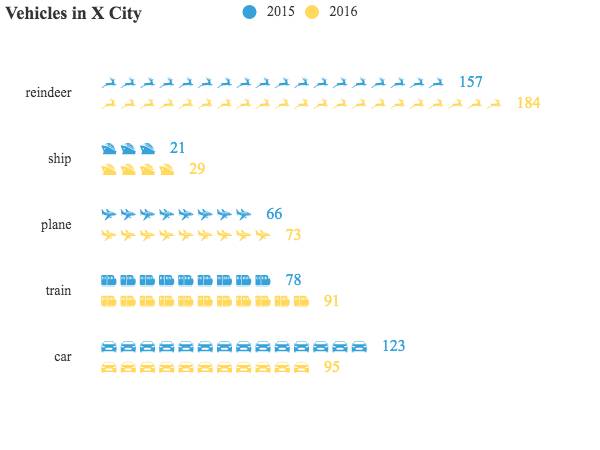 Vehicles in X City
2015 2016
157
reindeer
184
21
ship
29
66
plane
73
78
train
91
123
car
95